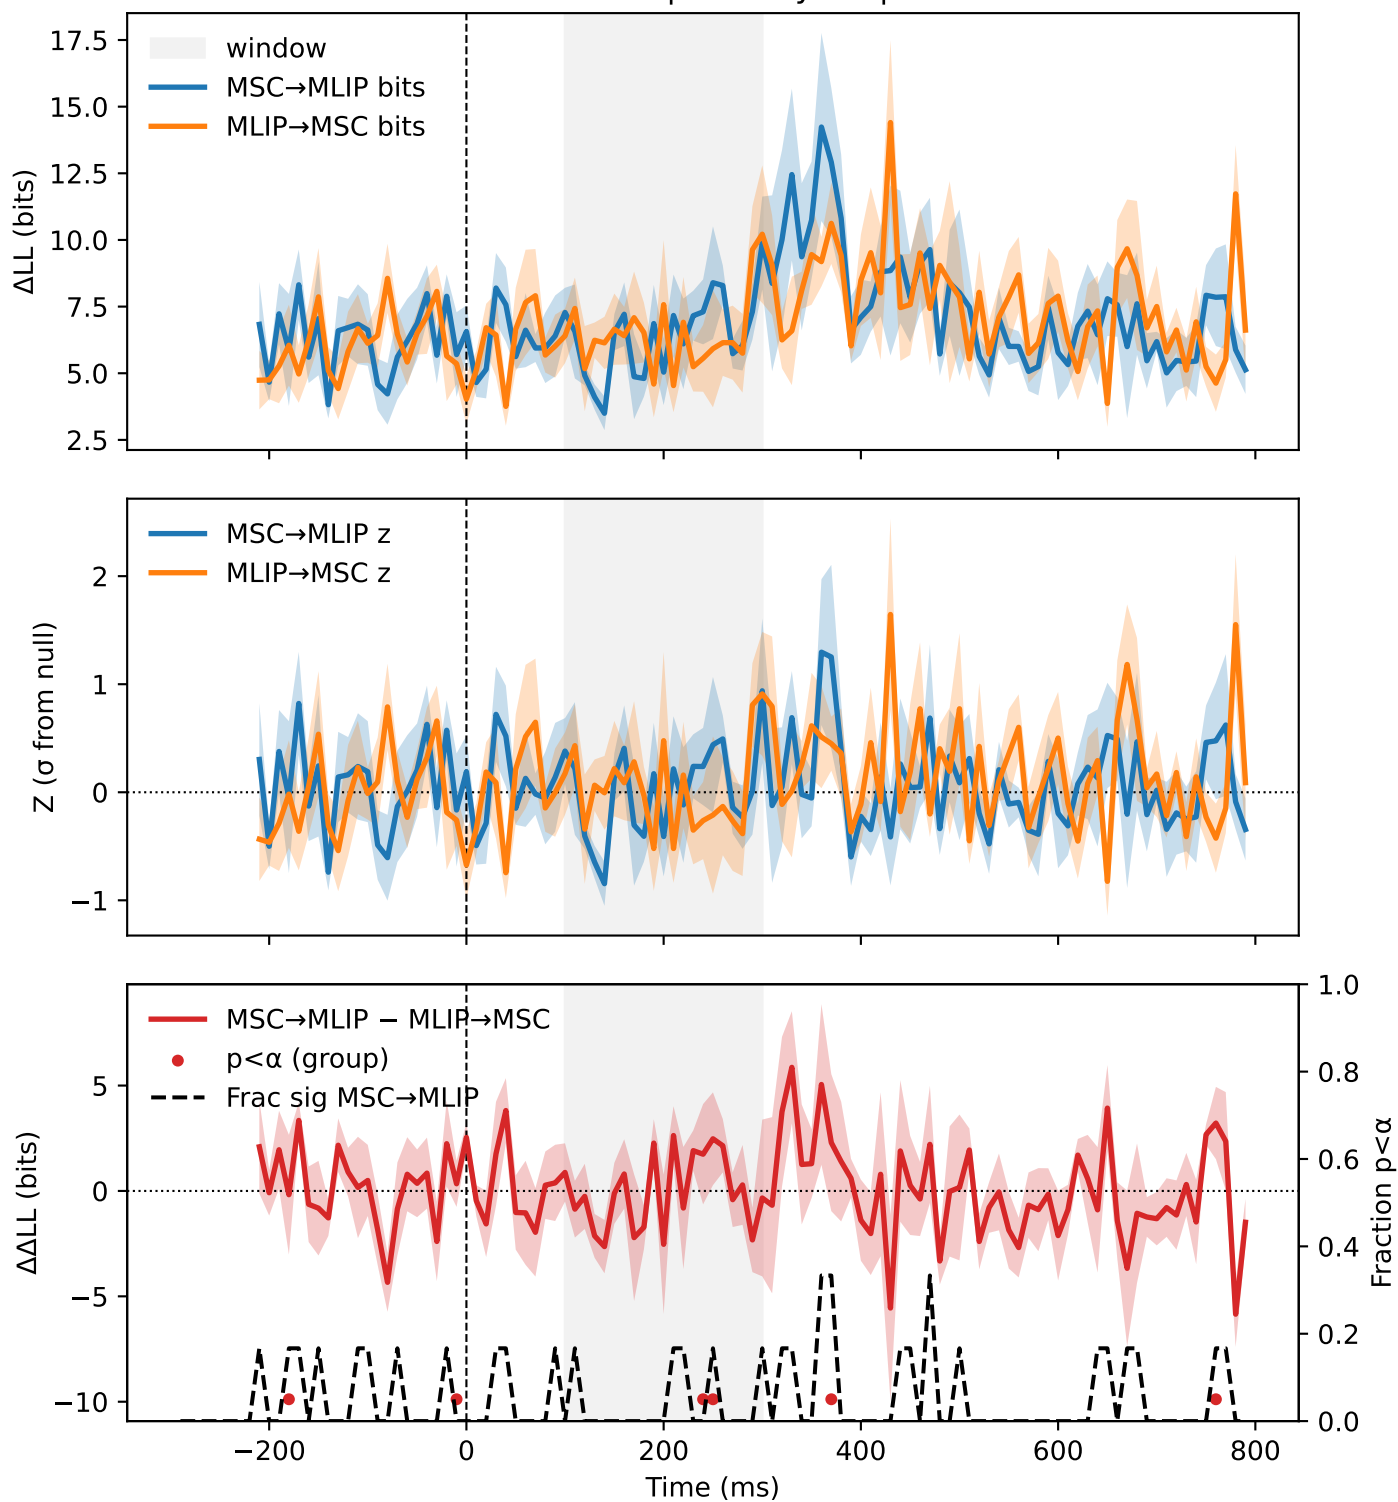 17.5
15.0
12.5
10.0
7.5
5.0
2.5
ΔLL (bits)
window
MSC→MLIP bits
MLIP→MSC bits
2
1
0
−1
Z (σ from null)
MSC→MLIP z
MLIP→MSC z
5
0
−5
−10
ΔΔLL (bits)
MSC→MLIP − MLIP→MSC
p<α (group)
Frac sig MSC→MLIP
1.0
0.8
0.6
0.4
0.2
0.0
Fraction p<α
−200
0
200
400
600
800
Time (ms)